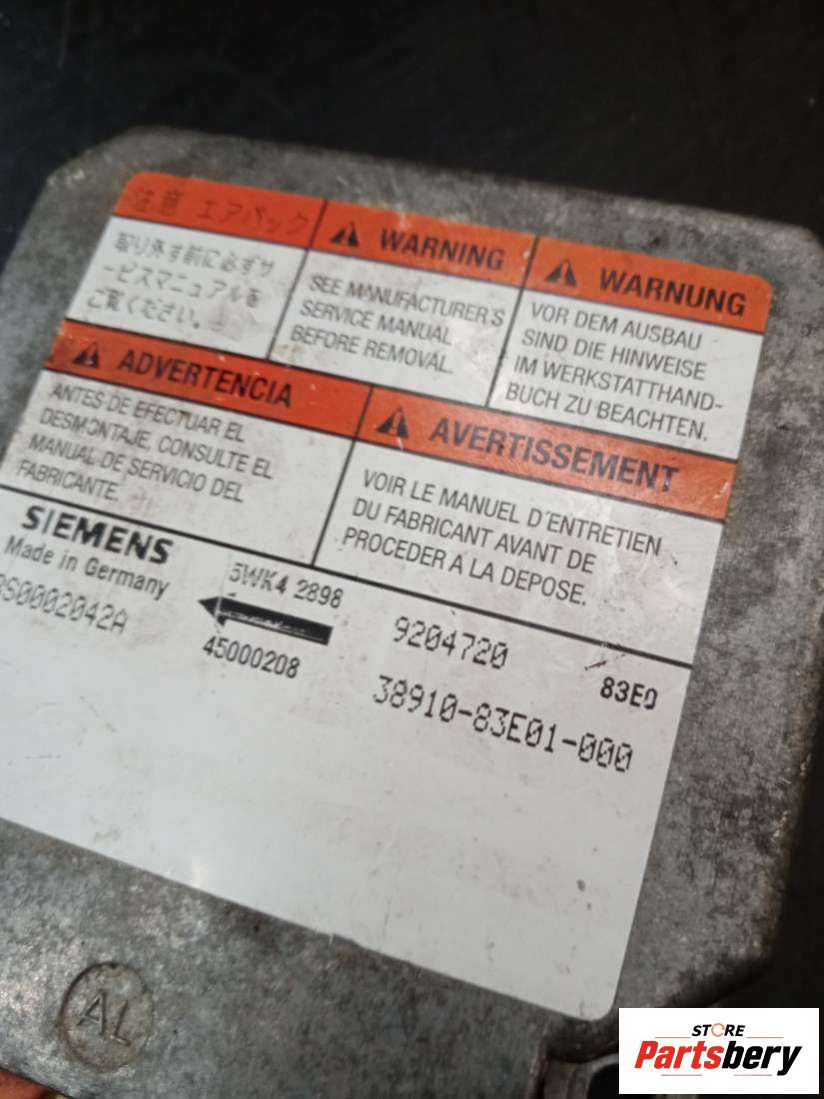 注意 エアバック
取り外す前に必ずサ
ービスマニュアルを
ご覧ください。
WARNING
SEE MANUFACTURER'S
SERVICE MANUAL
BEFORE REMOVAL.
WARNUNG
VOR DEM AUSBAU
SIND DIE HINWEISE
IM WERKSTATTHAND-
BUCH ZU BEACHTEN.
ADVERTENCIA
ANTES DE EFECTUAR EL
DESMONTAJE, CONSULTE EL
MANUAL DE SERVICIO DEL
FABRICANTE.
AVERTISSEMENT
VOIR LE MANUEL D'ENTRETIEN
DU FABRICANT AVANT DE
PROCEDER A LA DEPOSE.
SIEMENS
Made in Germany
5WK4 2898
45000208
9204720
83E0
38910-83E01-000
AL
STORE
Partsbery